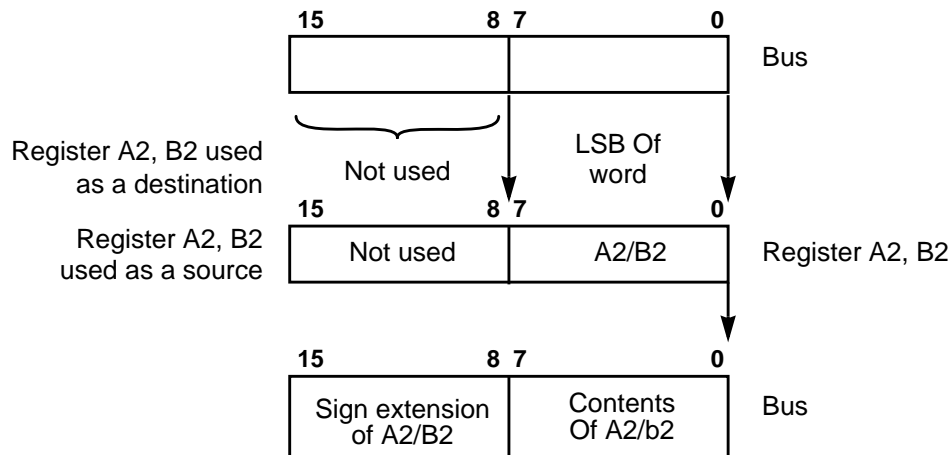 15 8 7 0
Bus
Register A2, B2 used
as a destination
Not used
LSB Of
word
15 8 7 0
Register A2, B2
used as a source
Not used
A2/B2
Register A2, B2
15 8 7 0
Sign extension
of A2/B2
Contents
Of A2/b2
Bus